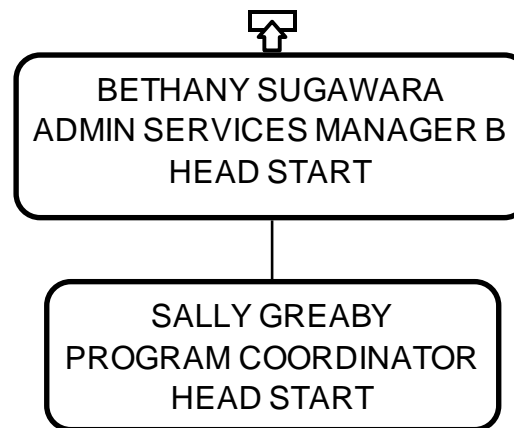 BETHANY SUGAWARA
ADMIN SERVICES MANAGER B
HEAD START
SALLY GREABY
PROGRAM COORDINATOR
HEAD START